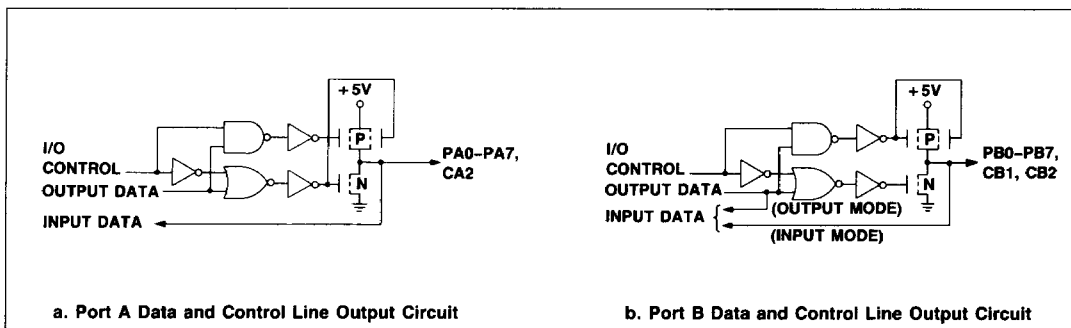 +5V
P
I/O
CONTROL
PA0-PA7,
CA2
OUTPUT DATA
N
INPUT DATA
a. Port A Data and Control Line Output Circuit
+5V
P
I/O
CONTROL
PB0-PB7,
CB1, CB2
OUTPUT DATA
N
INPUT DATA
(OUTPUT MODE)
(INPUT MODE)
b. Port B Data and Control Line Output Circuit